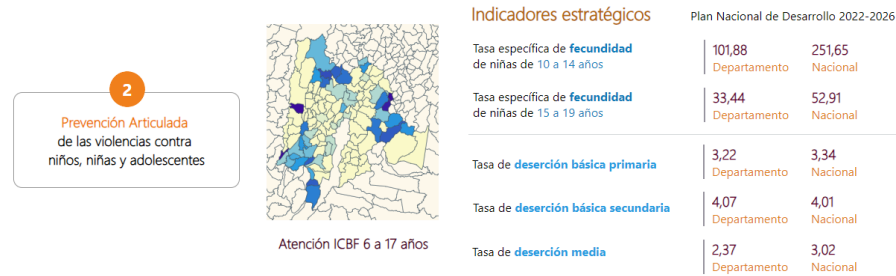 2
Prevención Articulada
de las violencias contra
niños, niñas y adolescentes
Atención ICBF 6 a 17 años
Indicadores estratégicos
Plan Nacional de Desarrollo 2022-2026
Tasa específica de fecundidad
de niñas de 10 a 14 años
101,88
Departamento
251,65
Nacional
Tasa específica de fecundidad
de niñas de 15 a 19 años
33,44
Departamento
52,91
Nacional
Tasa de deserción básica primaria
3,22
Departamento
3,34
Nacional
Tasa de deserción básica secundaria
4,07
Departamento
4,01
Nacional
Tasa de deserción media
2,37
Departamento
3,02
Nacional